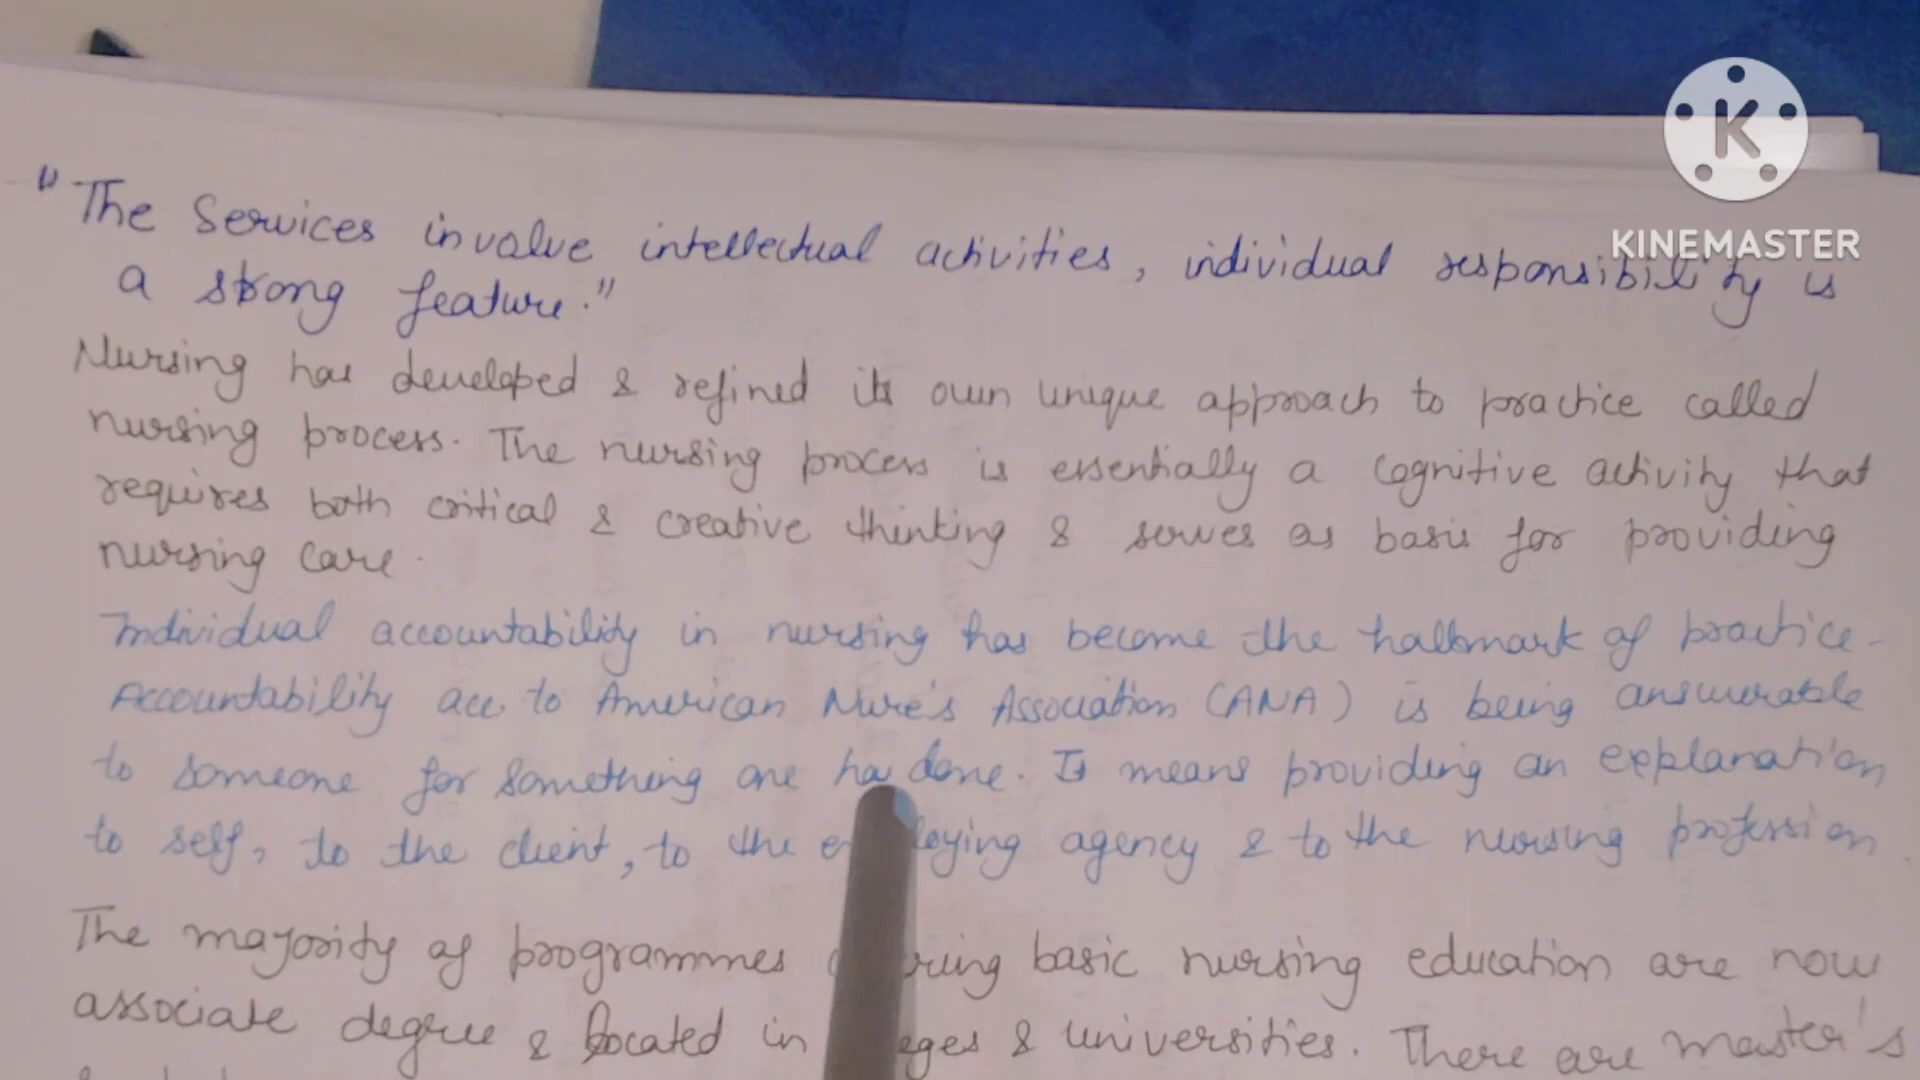 KINEMASTER
"The Services involve intellectual activities, individual responsibility is
a strong feature."
Nursing has developed & refined its own unique approach to practice called
nursing process. The nursing process is essentially a cognitive activity that
requires both critical & creative thinking & serves as basis for providing
nursing care.
Individual accountability in nursing has become the hallmark of practice.
Accountability acc to American Nurse's Association (ANA) is being answerable
to someone for something one has done. It means providing an explanation
to self, to the client, to the employing agency & to the nursing profession.
The majority of programmes basic nursing education are now
associate degree & located in & universities. There are master's